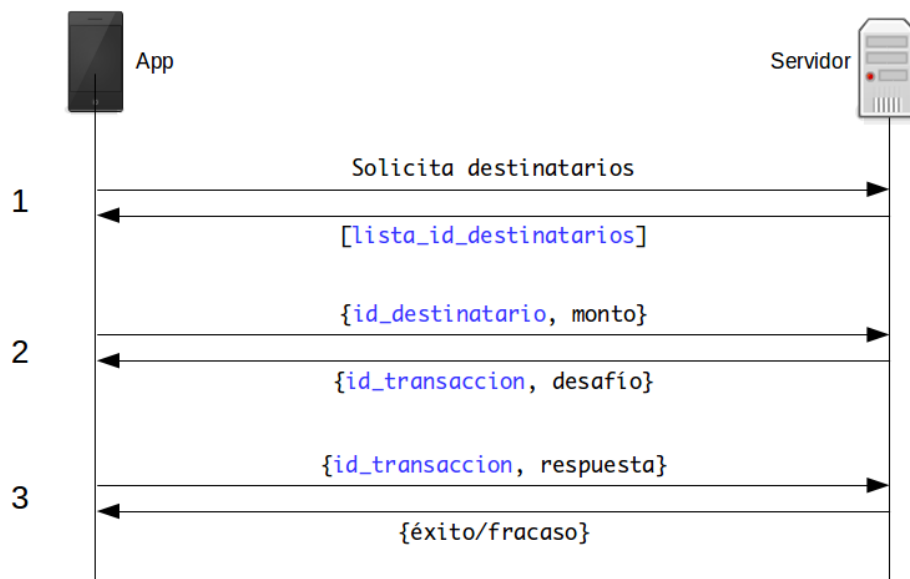 App
Servidor
Solicita destinatarios
1
[lista_id_destinatarios]
{id_destinatario, monto}
2
{id_transaccion, desafío}
{id_transaccion, respuesta}
3
{éxito/fracaso}